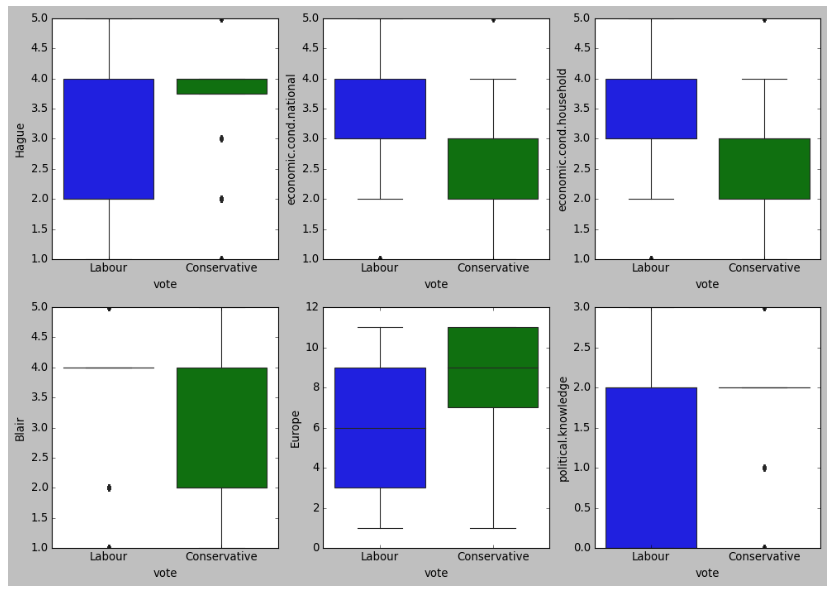 Hague
5.0
4.5
4.0
3.5
3.0
2.5
2.0
1.5
1.0
Labour Conservative
vote
economic.cond.national
5.0
4.5
4.0
3.5
3.0
2.5
2.0
1.5
1.0
Labour Conservative
vote
economic.cond.household
5.0
4.5
4.0
3.5
3.0
2.5
2.0
1.5
1.0
Labour Conservative
vote
Blair
5.0
4.5
4.0
3.5
3.0
2.5
2.0
1.5
1.0
Labour Conservative
vote
Europe
12
10
8
6
4
2
0
Labour Conservative
vote
political.knowledge
3.0
2.5
2.0
1.5
1.0
0.5
0.0
Labour Conservative
vote